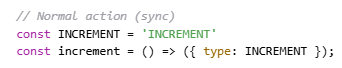 // Normal action (sync)
const INCREMENT = 'INCREMENT'
const increment = () => ({ type: INCREMENT });